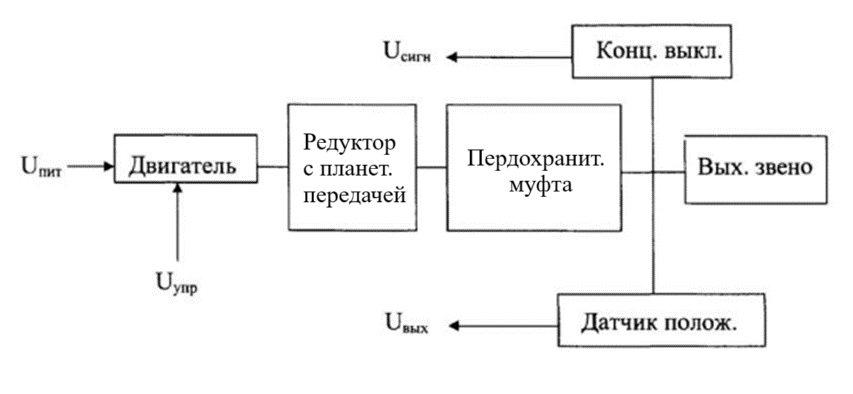 Uсигн
Конц. выкл.
Uпит
Двигатель
Редуктор
с планет.
передачей
Пердохранит.
муфта
Вых. звено
Uупр
Uвых
Датчик полож.